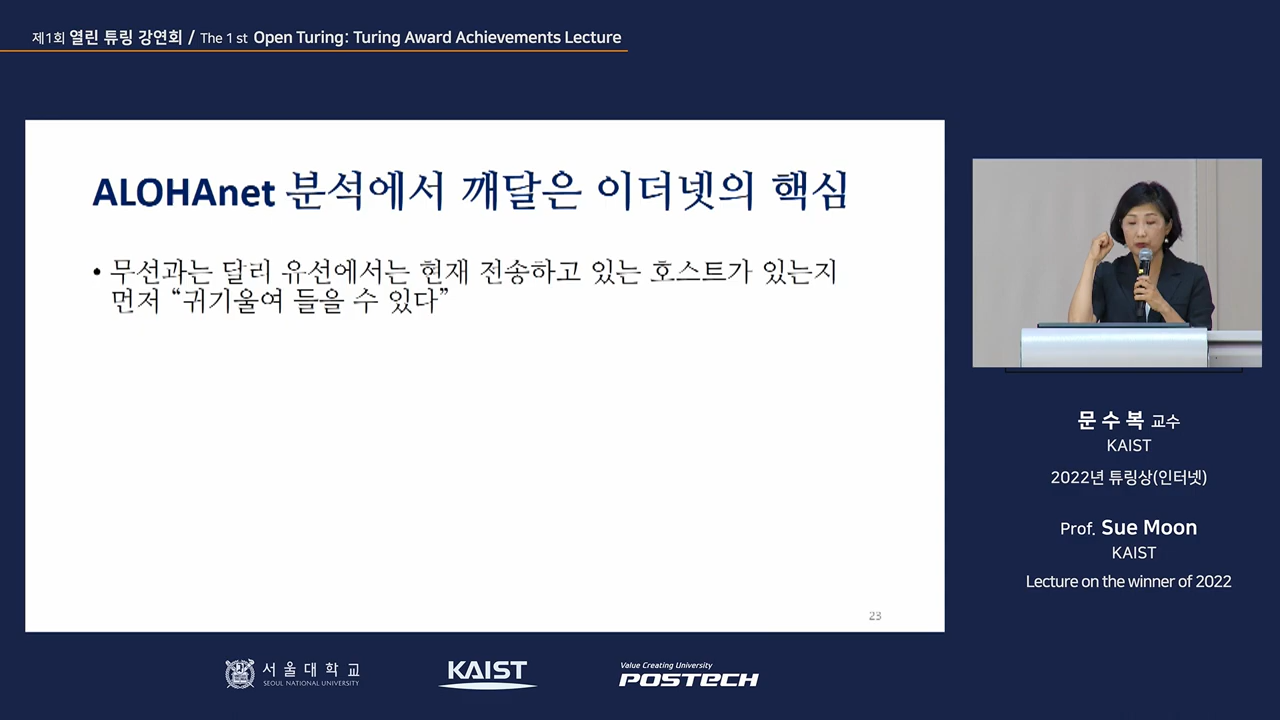 제1회 열린 튜링 강연회 / The 1 st Open Turing: Turing Award Achievements Lecture
ALOHAnet 분석에서 깨달은 이더넷의 핵심
• 무선과는 달리 유선에서는 현재 전송하고 있는 호스트가 있는지
먼저 “귀기울여 들을 수 있다”
23
문 수 복 교수
KAIST
2022년 튜링상(인터넷)
Prof. Sue Moon
KAIST
Lecture on the winner of 2022
서울대학교
SEOUL NATIONAL UNIVERSITY
KAIST
Value Creating University
POSTECH